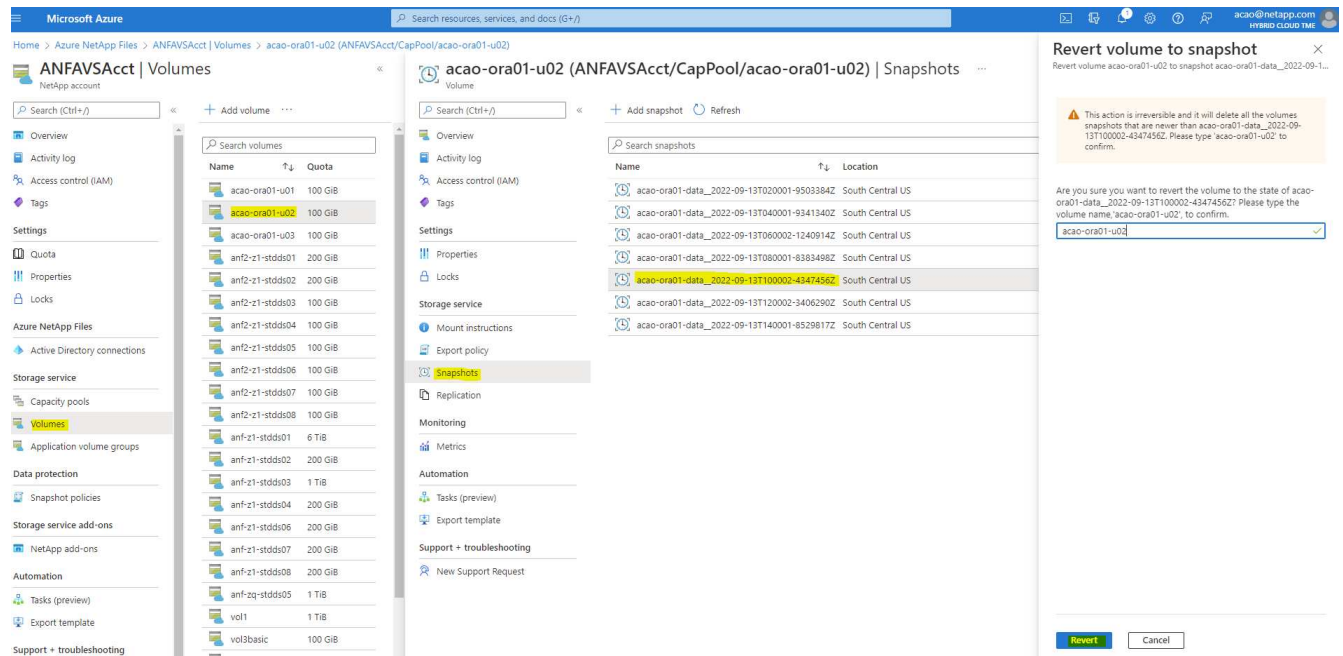 Microsoft Azure
Search resources, services, and docs (G+/)
acao@netapp.com
HYBRID CLOUD TME
Home > Azure NetApp Files > ANFAVSAcct | Volumes > acao-ora01-u02 (ANFAVSAcct/CapPool/acao-ora01-u02)
ANFAVSAcct | Volumes
NetApp account
Search (Ctrl+/)
Overview
Activity log
Access control (IAM)
Tags
Settings
Quota
Properties
Locks
Azure NetApp Files
Active Directory connections
Storage service
Capacity pools
Volumes
Application volume groups
Data protection
Snapshot policies
Storage service add-ons
NetApp add-ons
Automation
Tasks (preview)
Export template
Support + troubleshooting
+ Add volume ...
Search volumes
Name ↑↓ Quota
acao-ora01-u01 100 GiB
acao-ora01-u02 100 GiB
acao-ora01-u03 100 GiB
anf2-z1-stdds01 200 GiB
anf2-z1-stdds02 200 GiB
anf2-z1-stdds03 100 GiB
anf2-z1-stdds04 100 GiB
anf2-z1-stdds05 100 GiB
anf2-z1-stdds06 100 GiB
anf2-z1-stdds07 100 GiB
anf2-z1-stdds08 100 GiB
anf-z1-stdds01 6 TiB
anf-z1-stdds02 200 GiB
anf-z1-stdds03 1 TiB
anf-z1-stdds04 200 GiB
anf-z1-stdds06 200 GiB
anf-z1-stdds07 200 GiB
anf-z1-stdds08 200 GiB
anf-zq-stdds05 1 TiB
vol1 1 TiB
vol3basic 100 GiB
acao-ora01-u02 (ANFAVSAcct/CapPool/acao-ora01-u02) | Snapshots ...
Volume
Search (Ctrl+/)
Overview
Activity log
Access control (IAM)
Tags
Settings
Properties
Locks
Storage service
Mount instructions
Export policy
Snapshots
Replication
Monitoring
Metrics
Automation
Tasks (preview)
Export template
Support + troubleshooting
New Support Request
+ Add snapshot Refresh
Search snapshots
Name ↑↓ Location
acao-ora01-data__2022-09-13T020001-9503384Z South Central US
acao-ora01-data__2022-09-13T040001-9341340Z South Central US
acao-ora01-data__2022-09-13T060002-1240914Z South Central US
acao-ora01-data__2022-09-13T080001-8383498Z South Central US
acao-ora01-data__2022-09-13T100002-4347456Z South Central US
acao-ora01-data__2022-09-13T120002-3406290Z South Central US
acao-ora01-data__2022-09-13T140001-8529817Z South Central US
Revert volume to snapshot
Revert volume acao-ora01-u02 to snapshot acao-ora01-data__2022-09-1...
This action is irreversible and it will delete all the volumes
snapshots that are newer than acao-ora01-data__2022-09-
13T100002-4347456Z. Please type 'acao-ora01-u02' to
confirm.
Are you sure you want to revert the volume to the state of acao-
ora01-data__2022-09-13T100002-4347456Z? Please type the
volume name,'acao-ora01-u02', to confirm.
acao-ora01-u02
Revert Cancel